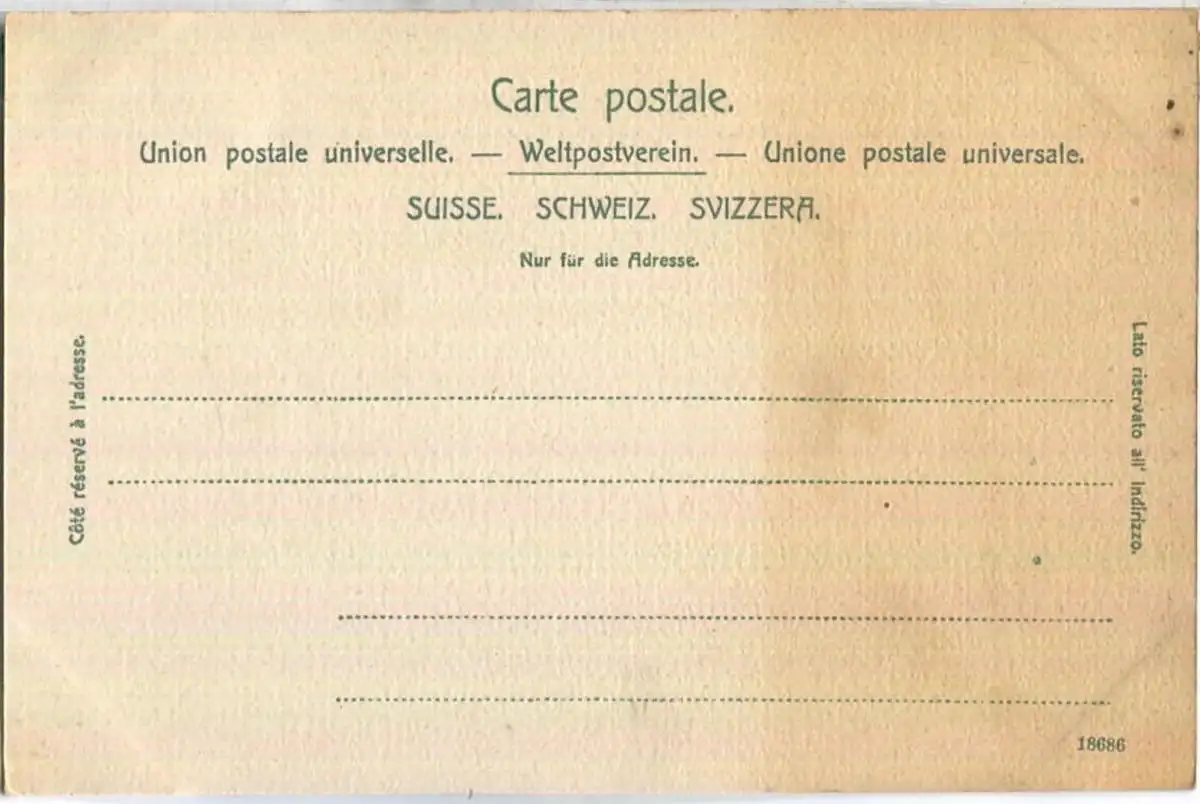 Carte postale.
Union postale universelle. — Weltpostverein. — Unione postale universale.
SUISSE. SCHWEIZ. SVIZZERA.
Nur für die Adresse.
Côté réservé à l'adresse.
Lato riservato all' Indirizzo.
18686